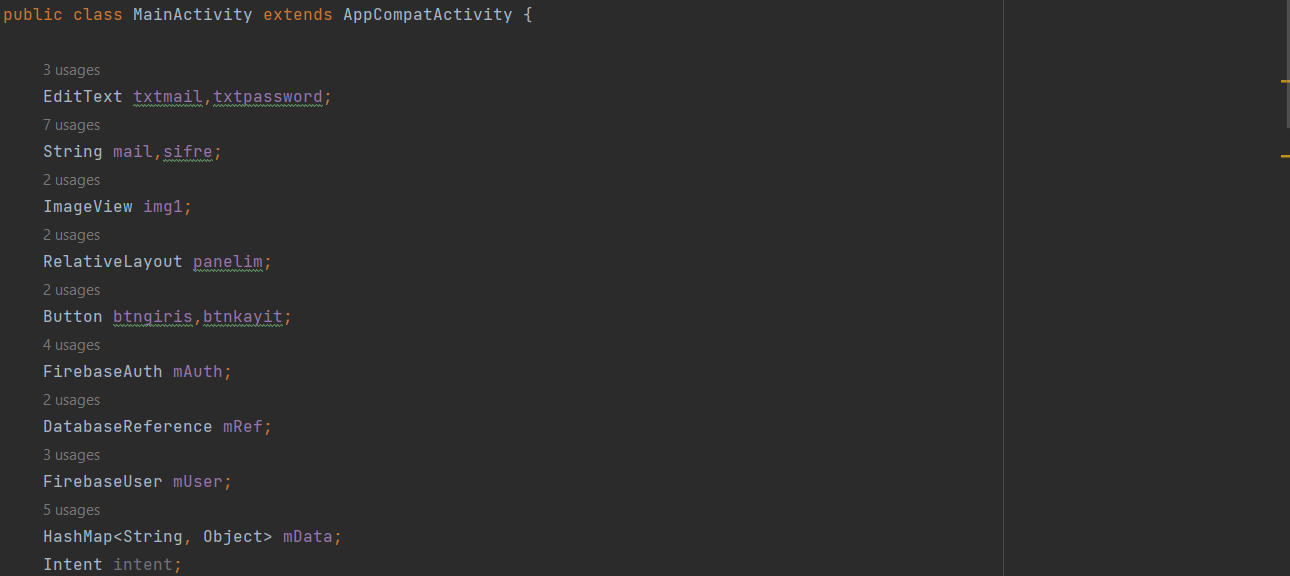 public class MainActivity extends AppCompatActivity {
3 usages
EditText txtmail,txtpassword;
7 usages
String mail,sifre;
2 usages
ImageView img1;
2 usages
RelativeLayout panelim;
2 usages
Button btngiris,btnkayit;
4 usages
FirebaseAuth mAuth;
2 usages
DatabaseReference mRef;
3 usages
FirebaseUser mUser;
5 usages
HashMap<String, Object> mData;
Intent intent;